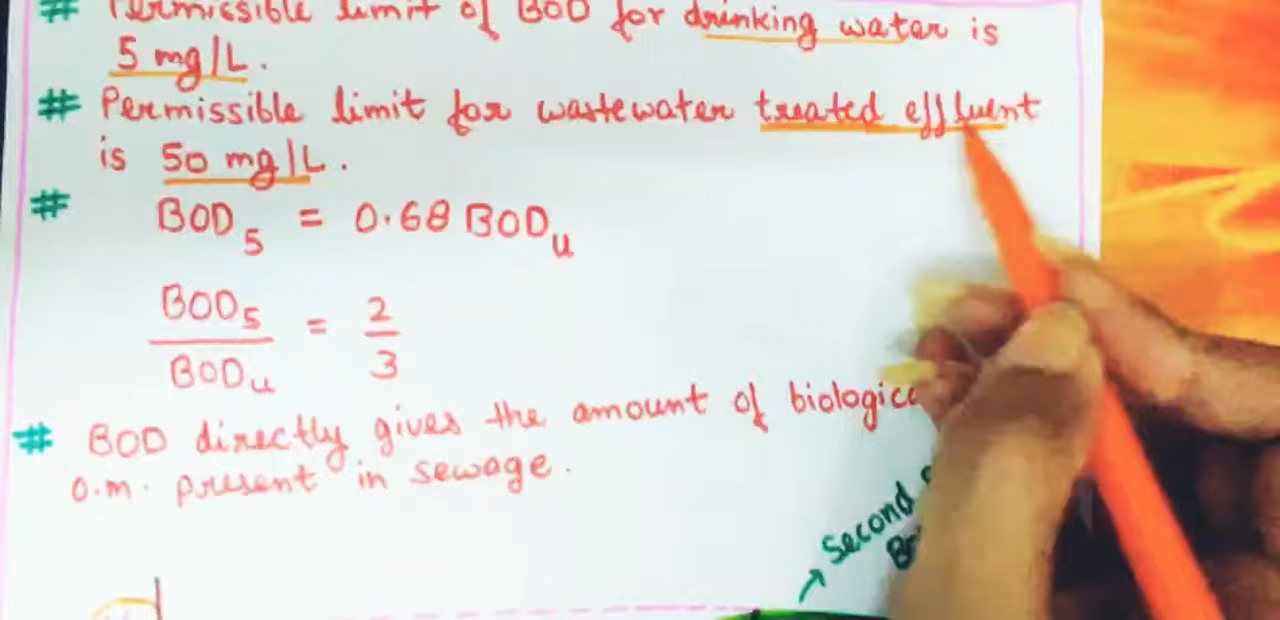 # Permissible limit of BOD for drinking water is
5 mg/L.
# Permissible limit for wastewater treated effluent
is 50 mg/L.
# BOD5 = 0.68 BODu
BOD5 / BODu = 2 / 3
# BOD directly gives the amount of
O.M. present in sewage.
→ Second